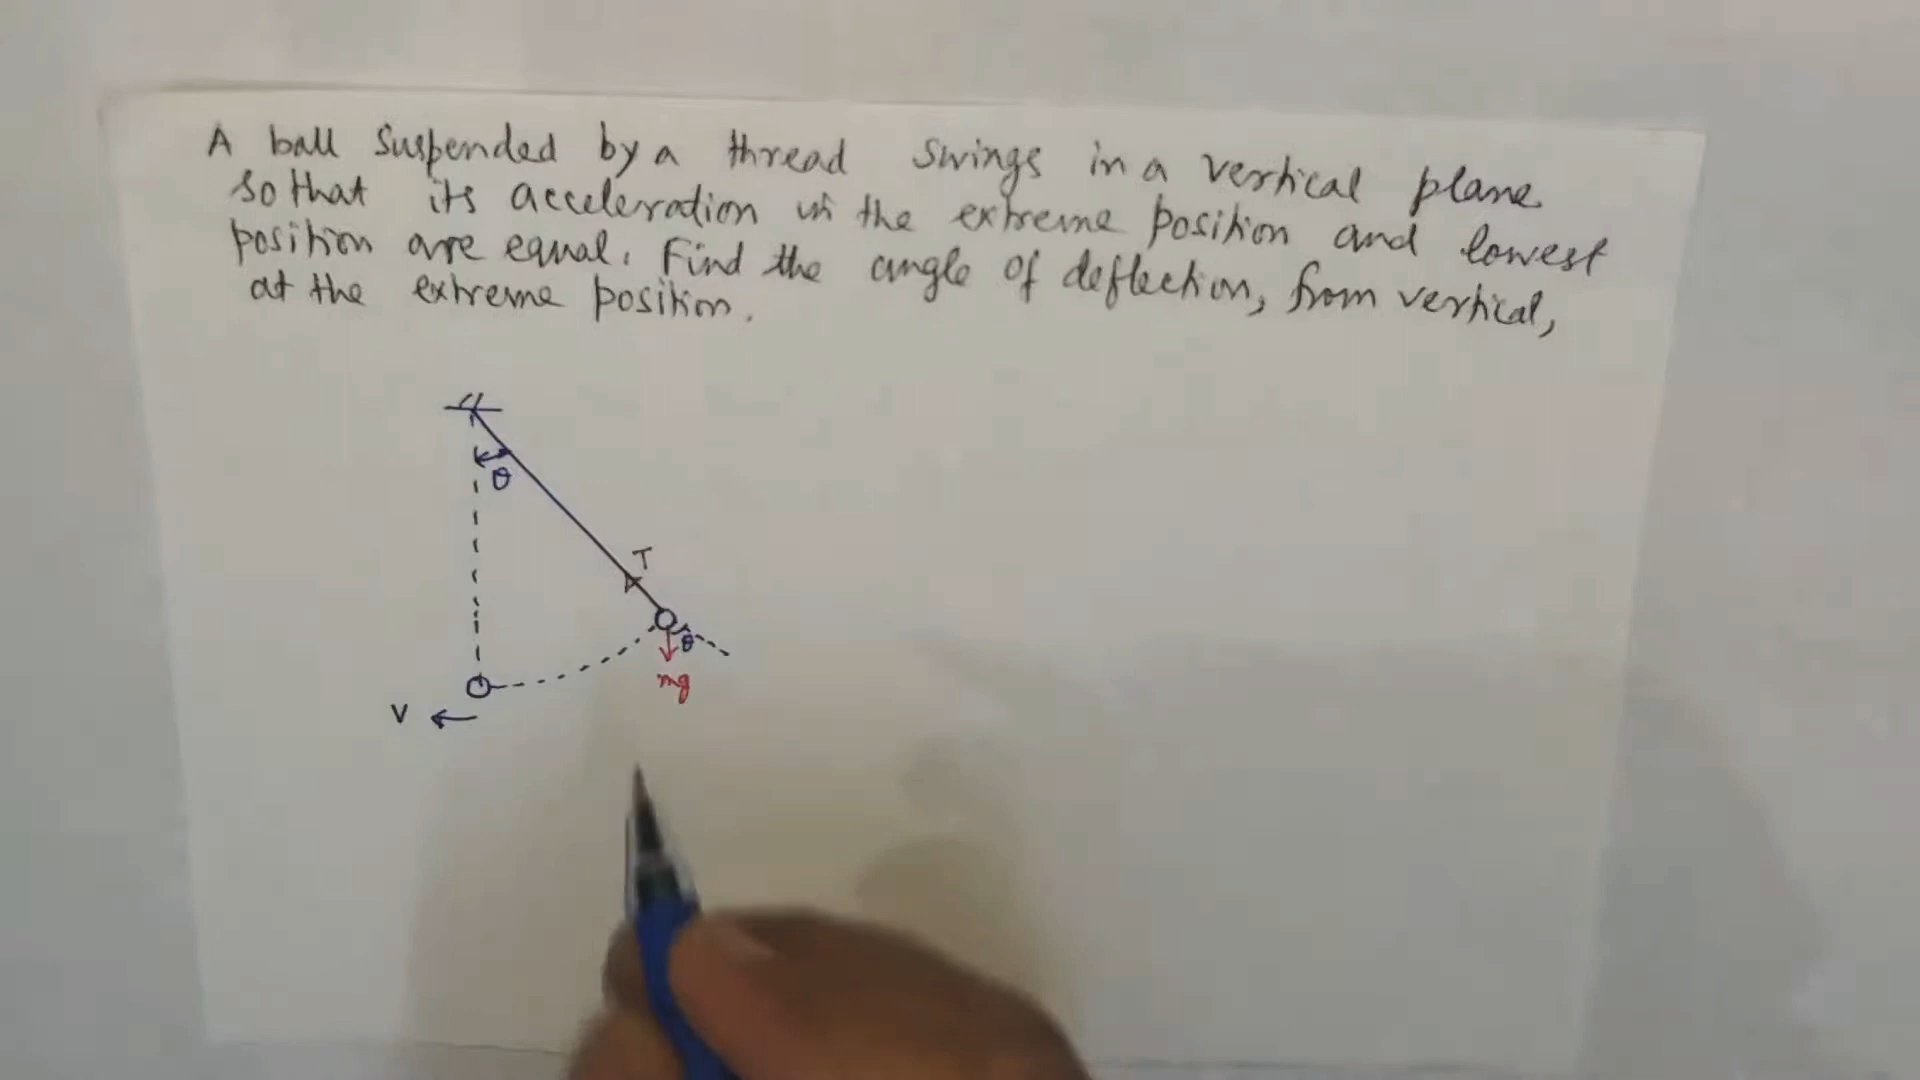 A ball suspended by a thread swings in a vertical plane
so that its acceleration in the extreme position and lowest
position are equal. Find the angle of deflection, from vertical,
at the extreme position.
θ
T
θ
mg
V